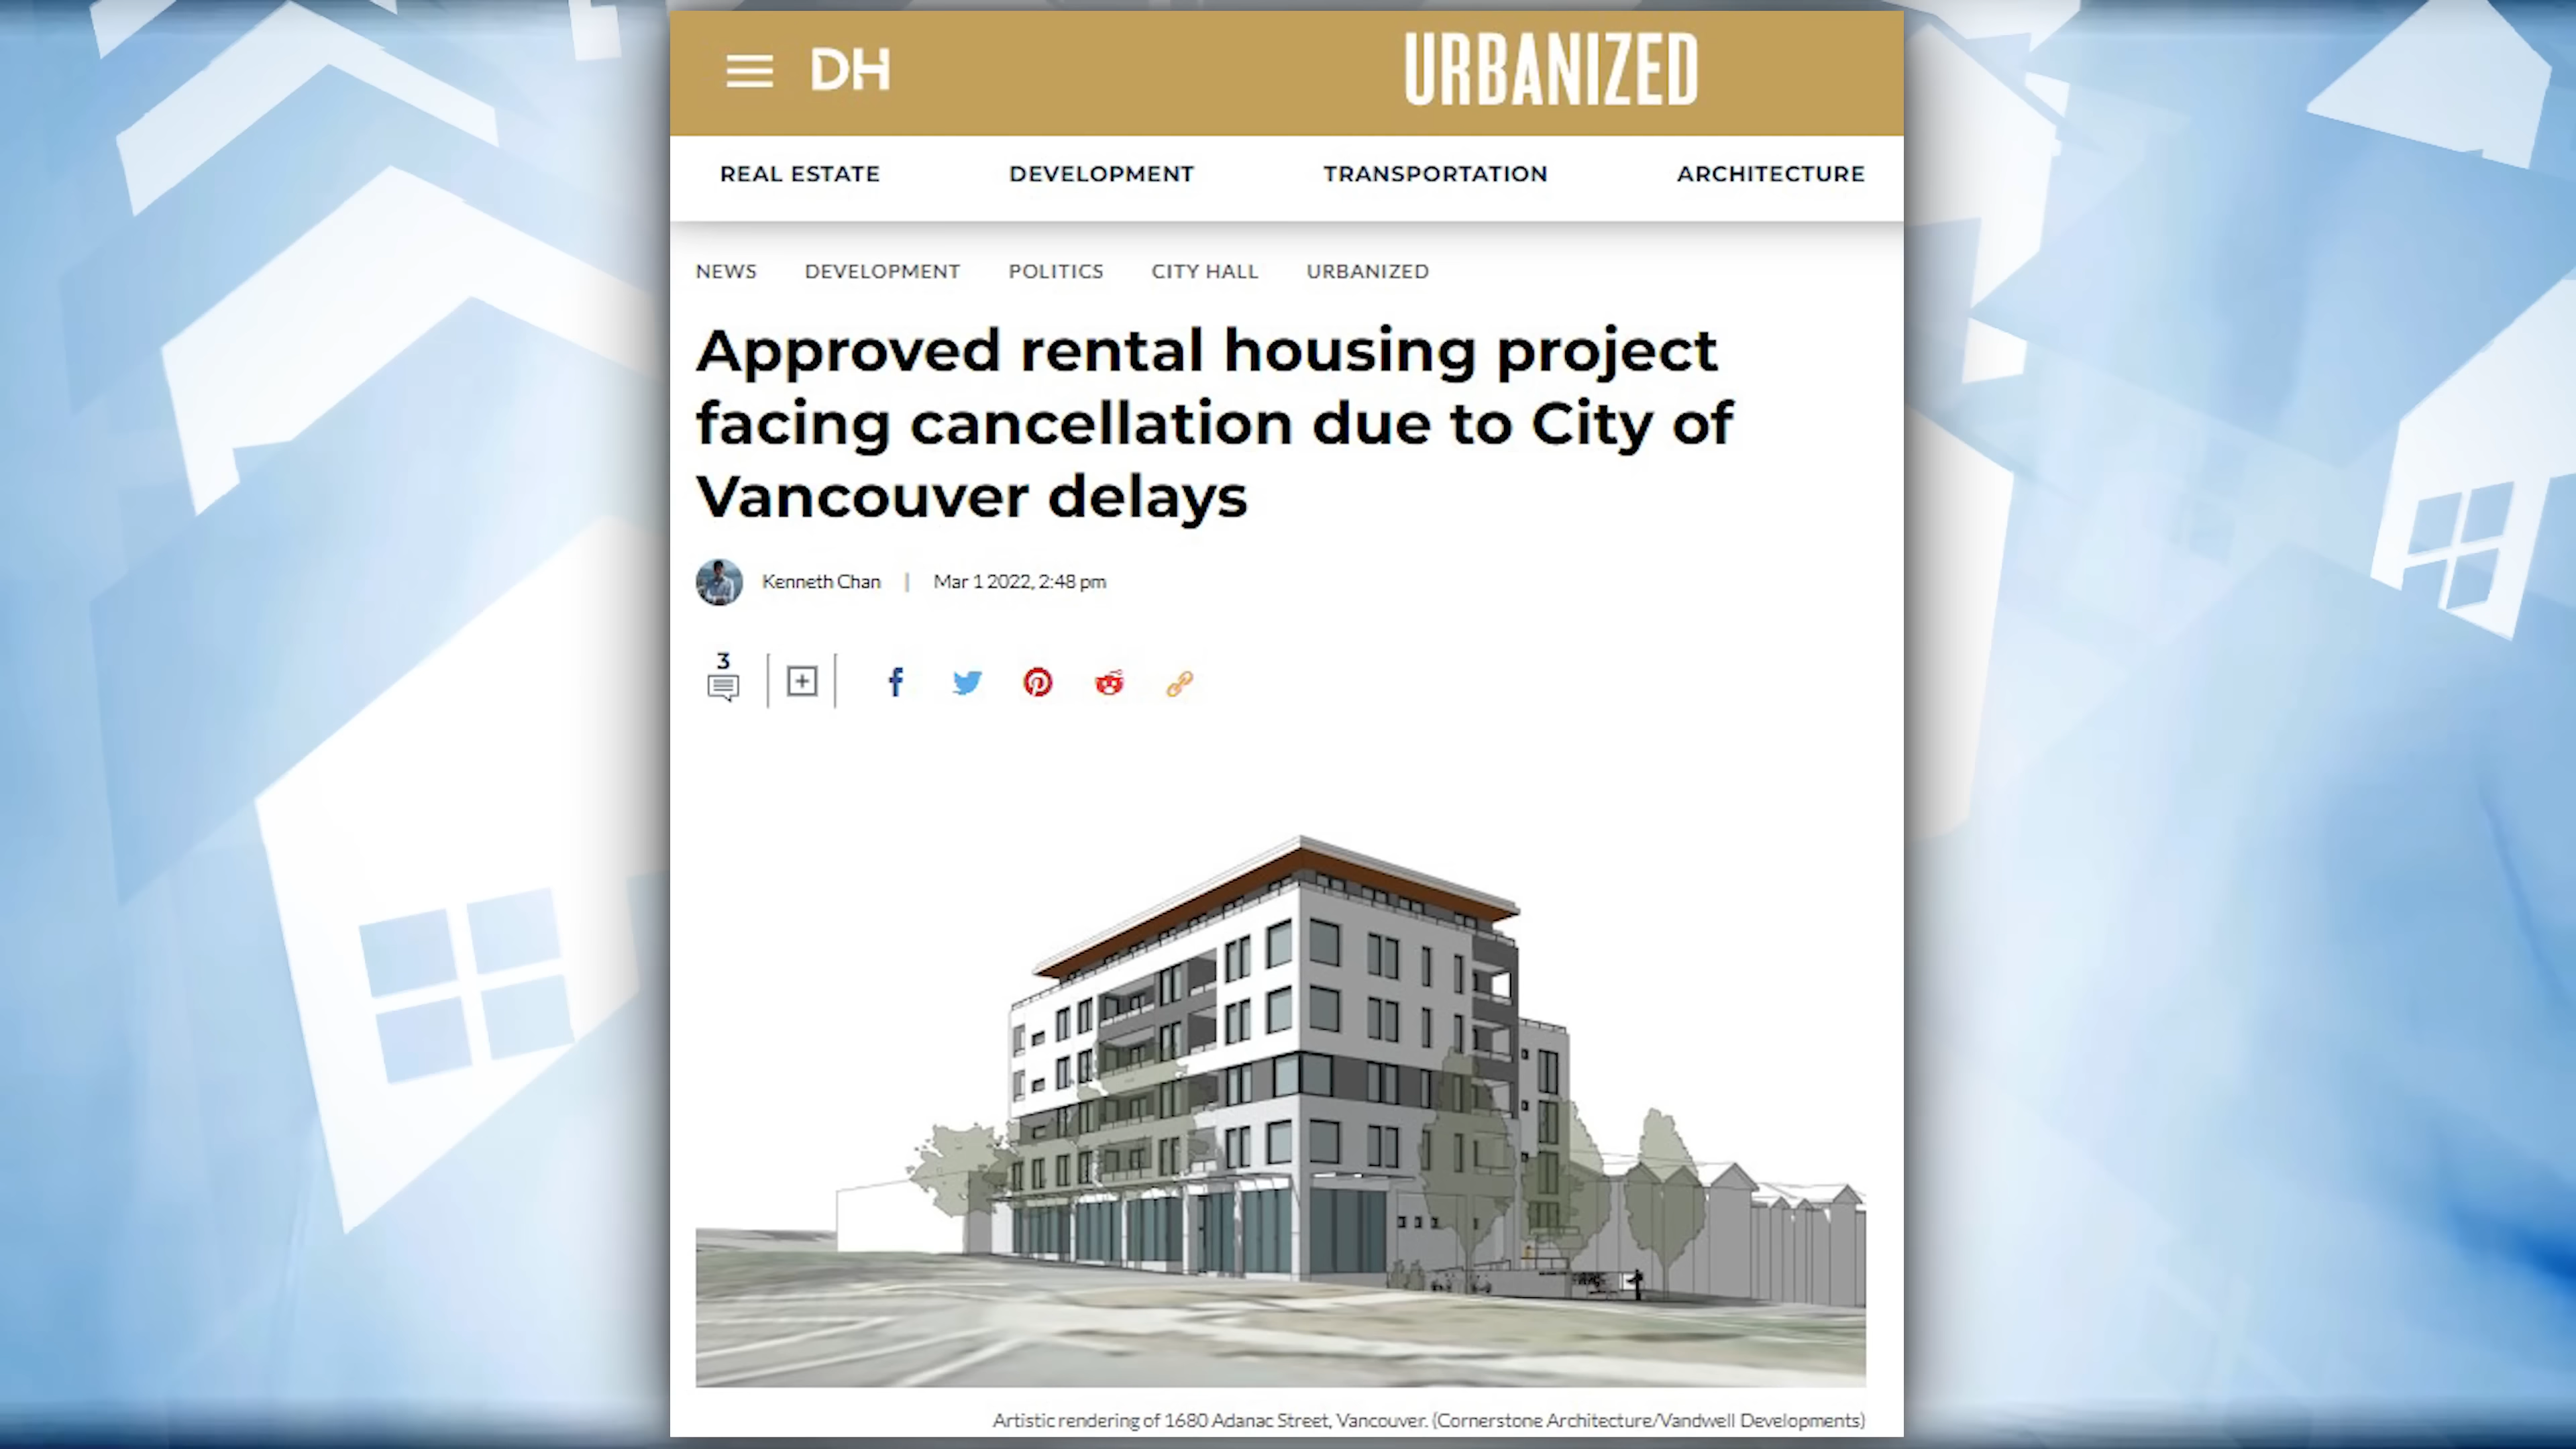 DH
URBANIZED
REAL ESTATE DEVELOPMENT TRANSPORTATION ARCHITECTURE
NEWS DEVELOPMENT POLITICS CITY HALL URBANIZED
Approved rental housing project
facing cancellation due to City of
Vancouver delays
Kenneth Chan | Mar 1 2022, 2:48 pm
3
Artistic rendering of 1680 Adanac Street, Vancouver. (Cornerstone Architecture/Vandwell Developments)